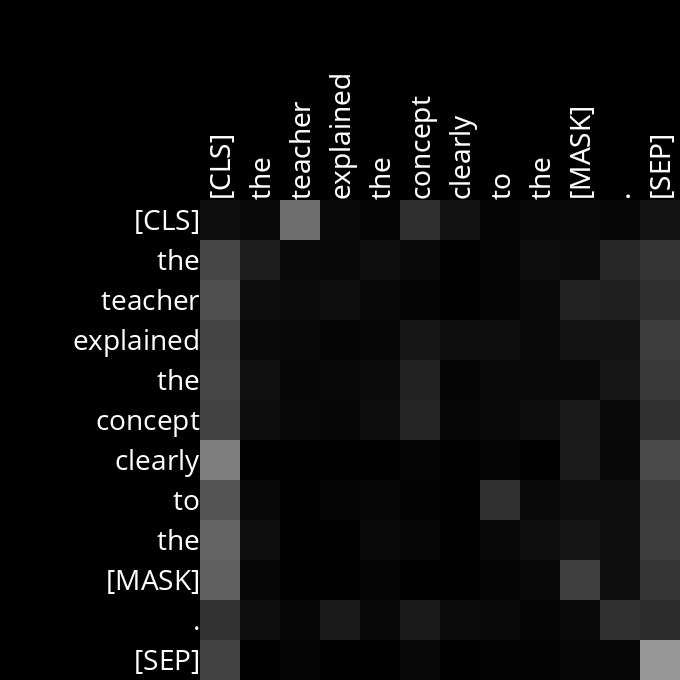 [CLS] the teacher explained the concept clearly to the [MASK] . [SEP]
[CLS]
the
teacher
explained
the
concept
clearly
to
the
[MASK]
.
[SEP]